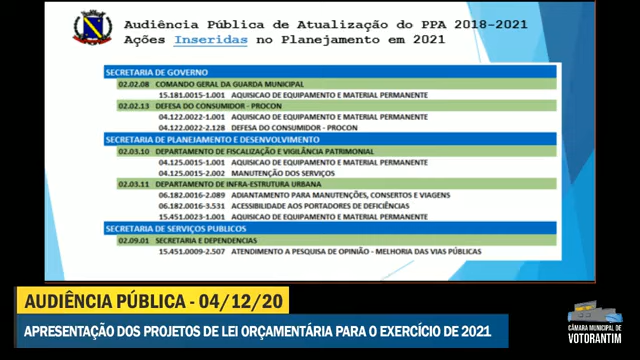 Audiência Pública de Atualização do PPA 2018-2021
Ações Inseridas no Planejamento em 2021
SECRETARIA DE GOVERNO
02.02.08 COMANDO GERAL DA GUARDA MUNICIPAL
15.181.0015-1.001 AQUISICAO DE EQUIPAMENTO E MATERIAL PERMANENTE
02.02.13 DEFESA DO CONSUMIDOR - PROCON
04.122.0022-1.001 AQUISICAO DE EQUIPAMENTO E MATERIAL PERMANENTE
04.122.0022-2.128 DEFESA DO CONSUMIDOR - PROCON
SECRETARIA DE PLANEJAMENTO E DESENVOLVIMENTO
02.03.10 DEPARTAMENTO DE FISCALIZAÇÃO E VIGILÂNCIA PATRIMONIAL
04.125.0015-1.001 AQUISICAO DE EQUIPAMENTO E MATERIAL PERMANENTE
04.125.0015-2.002 MANUTENÇÃO DOS SERVIÇOS
02.03.11 DEPARTAMENTO DE INFRA-ESTRUTURA URBANA
06.182.0016-2.089 ADIANTAMENTO PARA MANUTENÇÕES, CONSERTOS E VIAGENS
06.182.0016-3.531 ACESSIBILIDADE AOS PORTADORES DE DEFICIÊNCIAS
15.451.0023-1.001 AQUISICAO DE EQUIPAMENTO E MATERIAL PERMANENTE
SECRETARIA DE SERVIÇOS PUBLICOS
02.09.01 SECRETARIA E DEPENDENCIAS
15.451.0009-2.507 ATENDIMENTO A PESQUISA DE OPINIÃO - MELHORIA DAS VIAS PÚBLICAS
AUDIÊNCIA PÚBLICA - 04/12/20
APRESENTAÇÃO DOS PROJETOS DE LEI ORÇAMENTÁRIA PARA O EXERCÍCIO DE 2021
CÂMARA MUNICIPAL DE
VOTORANTIM